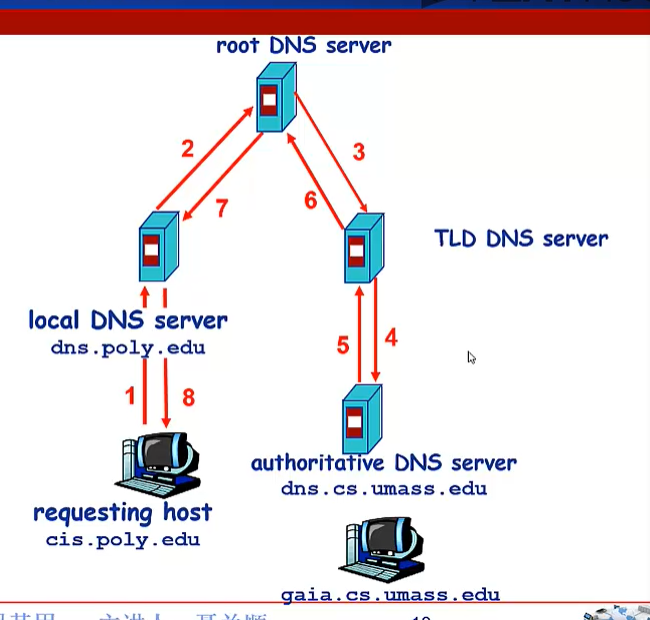 root DNS server
2
3
6
7
TLD DNS server
local DNS server
dns.poly.edu
5
4
1
8
authoritative DNS server
dns.cs.umass.edu
requesting host
cis.poly.edu
gaia.cs.umass.edu